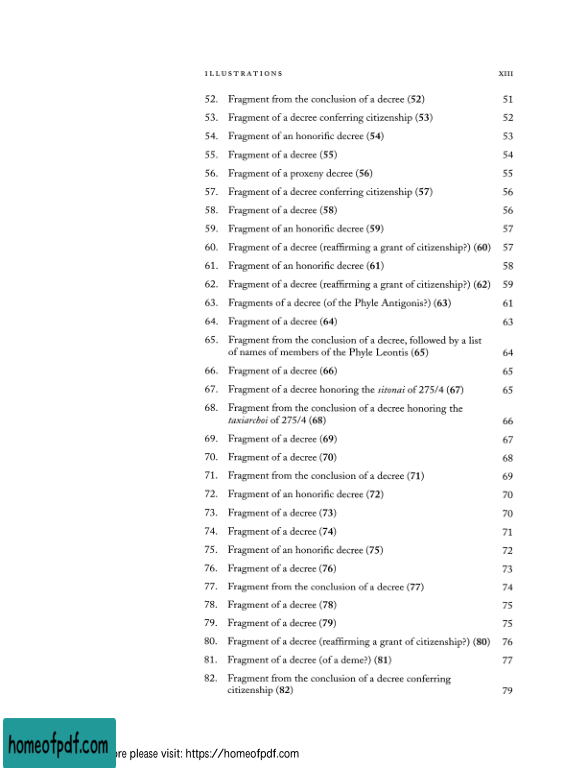 ILLUSTRATIONS XIII
52. Fragment from the conclusion of a decree (52) 51
53. Fragment of a decree conferring citizenship (53) 52
54. Fragment of an honorific decree (54) 53
55. Fragment of a decree (55) 54
56. Fragment of a proxeny decree (56) 55
57. Fragment of a decree conferring citizenship (57) 56
58. Fragment of a decree (58) 56
59. Fragment of an honorific decree (59) 57
60. Fragment of a decree (reaffirming a grant of citizenship?) (60) 57
61. Fragment of an honorific decree (61) 58
62. Fragment of a decree (reaffirming a grant of citizenship?) (62) 59
63. Fragments of a decree (of the Phyle Antigonis?) (63) 61
64. Fragment of a decree (64) 63
65. Fragment from the conclusion of a decree, followed by a list
of names of members of the Phyle Leontis (65) 64
66. Fragment of a decree (66) 65
67. Fragment of a decree honoring the sitonai of 275/4 (67) 65
68. Fragment from the conclusion of a decree honoring the
taxiarchoi of 275/4 (68) 66
69. Fragment of a decree (69) 67
70. Fragment of a decree (70) 68
71. Fragment from the conclusion of a decree (71) 69
72. Fragment of an honorific decree (72) 70
73. Fragment of a decree (73) 70
74. Fragment of a decree (74) 71
75. Fragment of an honorific decree (75) 72
76. Fragment of a decree (76) 73
77. Fragment from the conclusion of a decree (77) 74
78. Fragment of a decree (78) 75
79. Fragment of a decree (79) 75
80. Fragment of a decree (reaffirming a grant of citizenship?) (80) 76
81. Fragment of a decree (of a deme?) (81) 77
82. Fragment from the conclusion of a decree conferring
citizenship (82) 79
homeofpdf.com
please visit: https://homeofpdf.com